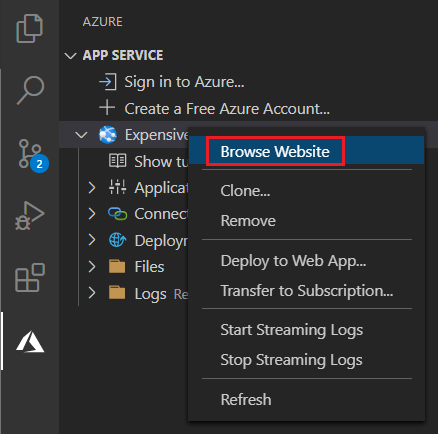 AZURE
APP SERVICE
Sign in to Azure...
Create a Free Azure Account...
Expensive
Browse Website
Show tu
Clone...
Applicat
Remove
Connect
Deploym
Deploy to Web App...
Files
Transfer to Subscription...
Logs Re
Start Streaming Logs
Stop Streaming Logs
Refresh
2